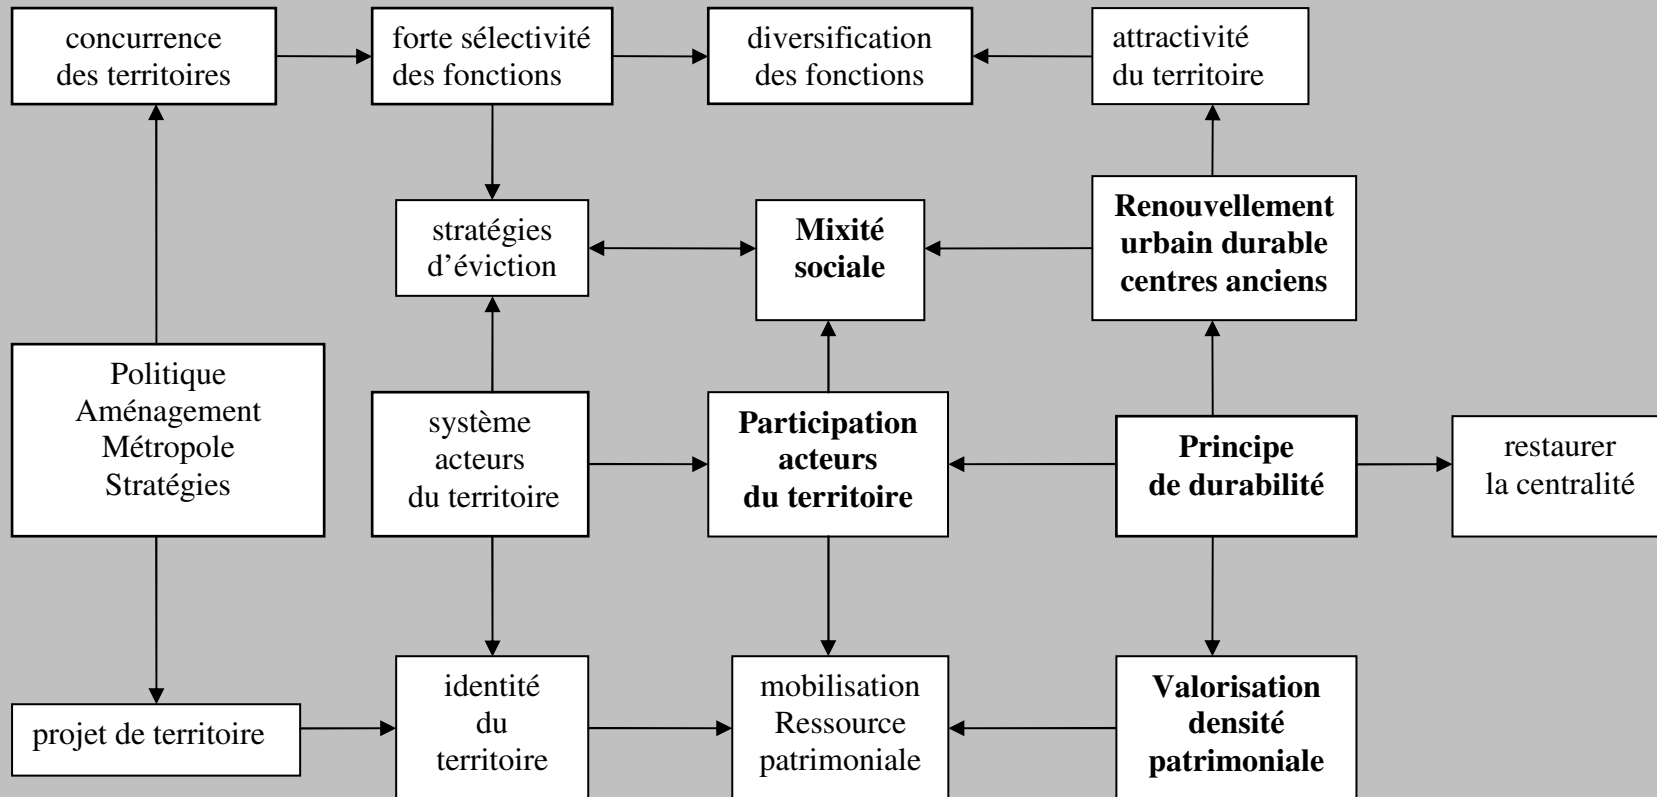 concurrence
des territoires
forte sélectivité
des fonctions
diversification
des fonctions
attractivité
du territoire
stratégies
d'éviction
Mixité
sociale
Renouvellement
urbain durable
centres anciens
Politique
Aménagement
Métropole
Stratégies
système
acteurs
du territoire
Participation
acteurs
du territoire
Principe
de durabilité
restaurer
la centralité
projet de territoire
identité
du
territoire
mobilisation
Ressource
patrimoniale
Valorisation
densité
patrimoniale